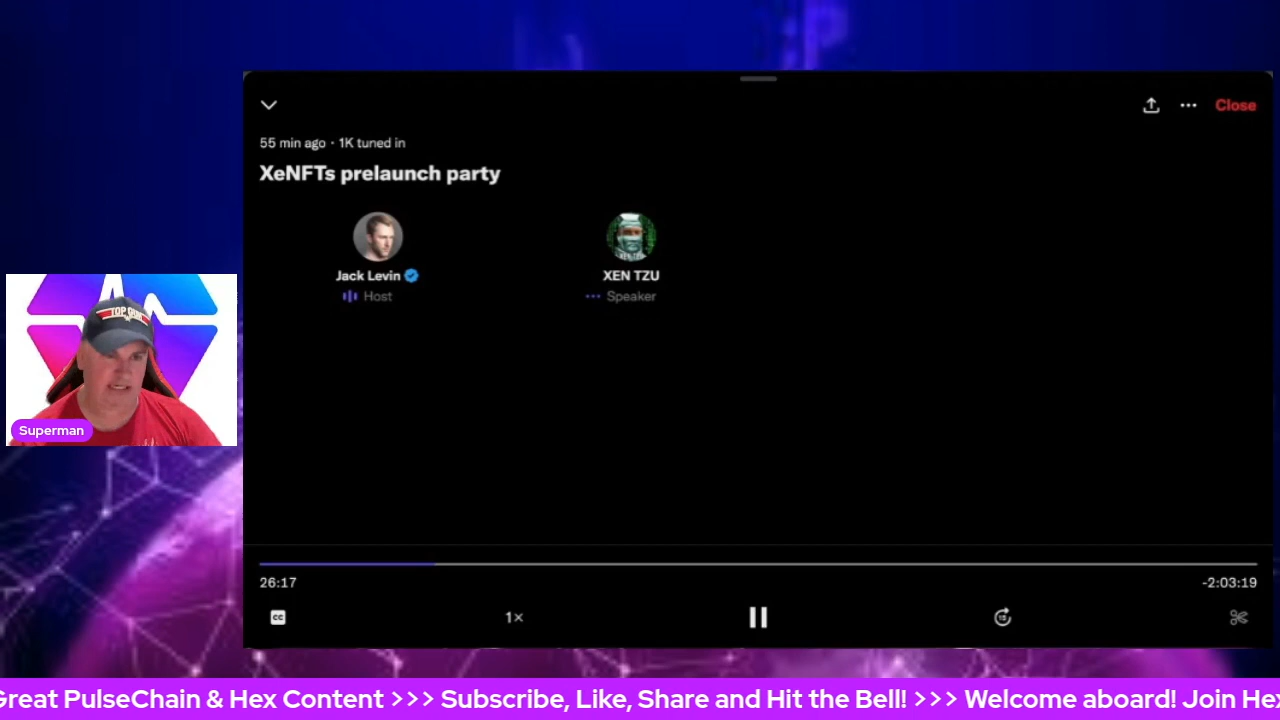 Close
55 min ago · 1K tuned in
XeNFTs prelaunch party
Jack Levin
XEN TZU
Host
Speaker
TOP GUN
Superman
26:17
-2:03:19
CC
1×
15
Great PulseChain & Hex Content >>> Subscribe, Like, Share and Hit the Bell! >>> Welcome aboard! Join Hex